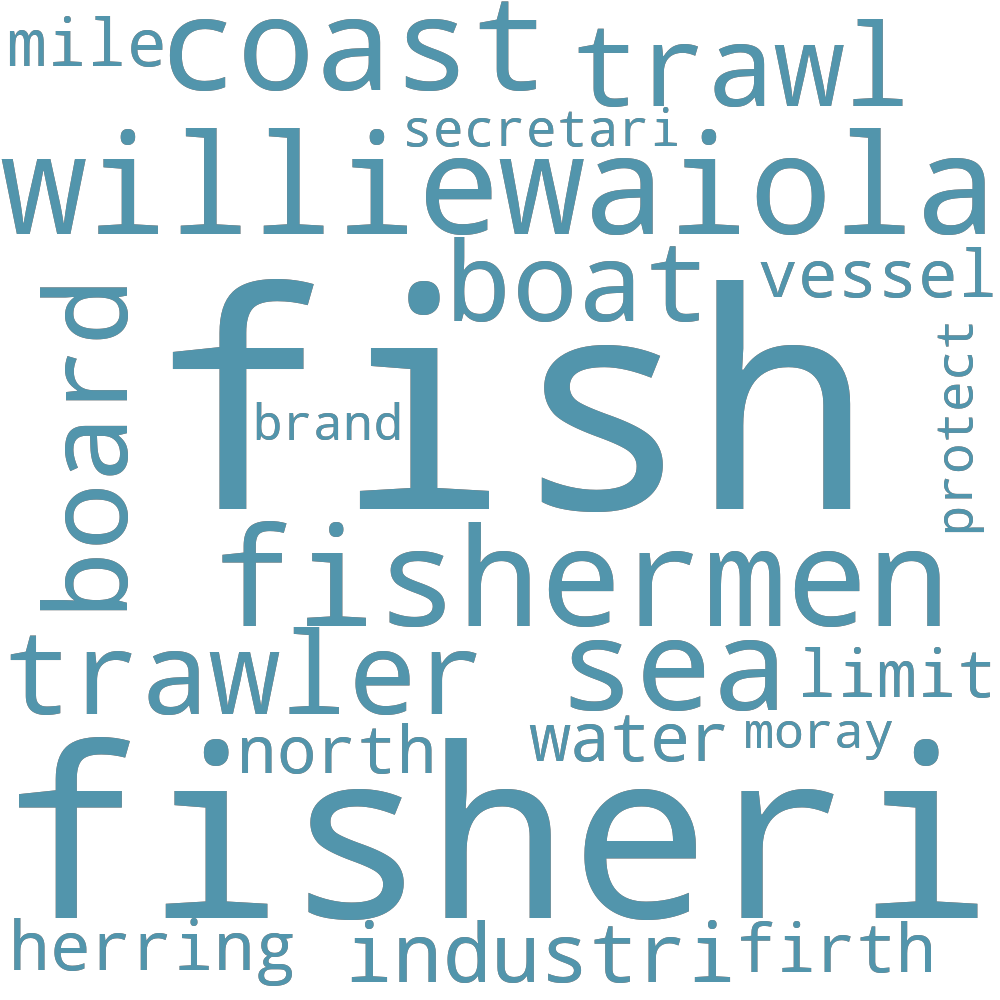 mile
coast
trawl
secretari
williewaiola
boat
vessel
board
fish
brand
protect
fishermen
trawler
sea
limit
north
water
moray
fisheri
herring
industri
firth